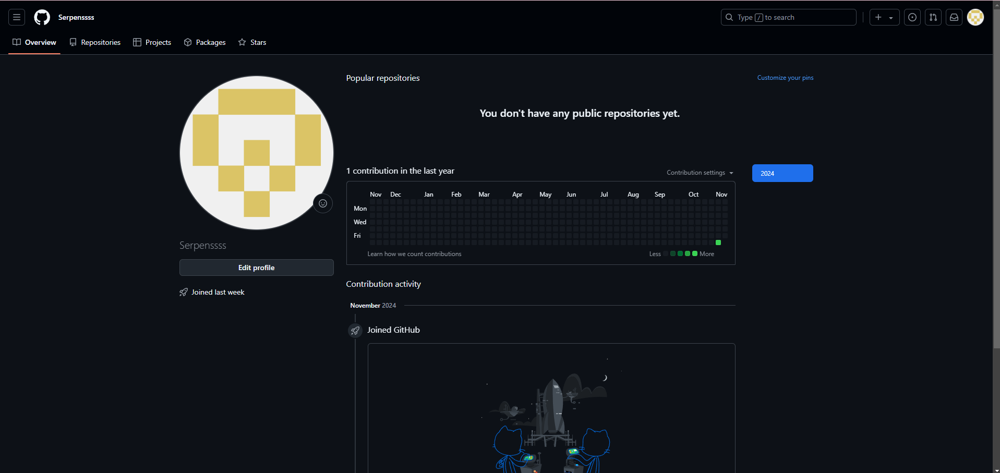 Serpenssss
Type / to search
Overview Repositories Projects Packages Stars
Popular repositories
Customize your pins
You don't have any public repositories yet.
1 contribution in the last year
Contribution settings
2024
Nov Dec Jan Feb Mar Apr May Jun Jul Aug Sep Oct Nov
Mon
Wed
Fri
Learn how we count contributions
Less More
Serpenssss
Edit profile
Joined last week
Contribution activity
November 2024
Joined GitHub